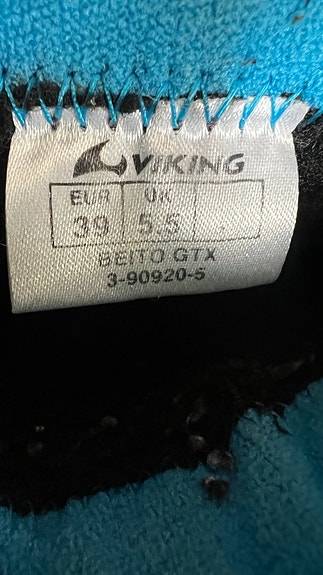 VIKING
EUR UK
39 5.5
BEITO GTX
3-90920-5